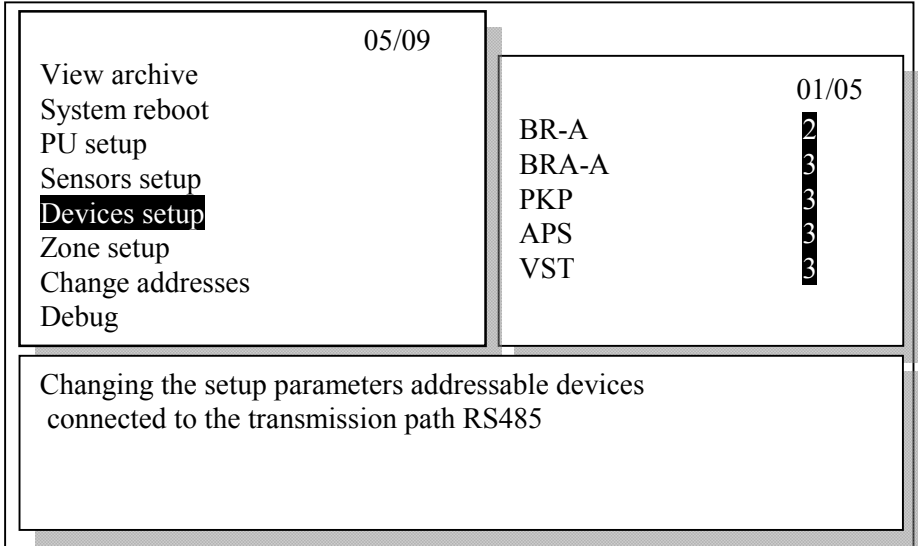 05/09
View archive
System reboot
PU setup
Sensors setup
Devices setup
Zone setup
Change addresses
Debug
01/05
BR-A 2
BRA-A 3
PKP 3
APS 3
VST 3
Changing the setup parameters addressable devices
connected to the transmission path RS485